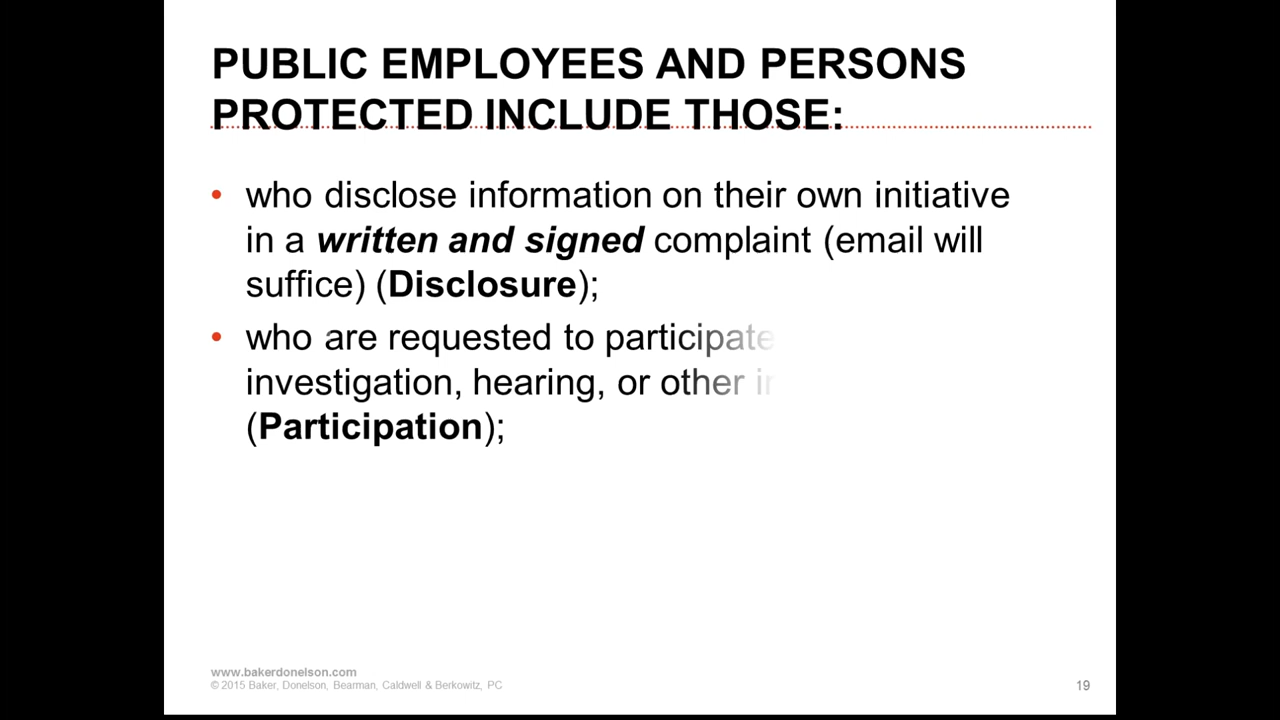 PUBLIC EMPLOYEES AND PERSONS
PROTECTED INCLUDE THOSE:
• who disclose information on their own initiative
in a written and signed complaint (email will
suffice) (Disclosure);
• who are requested to participate
investigation, hearing, or other
(Participation);
www.bakerdonelson.com
© 2015 Baker, Donelson, Bearman, Caldwell & Berkowitz, PC
19